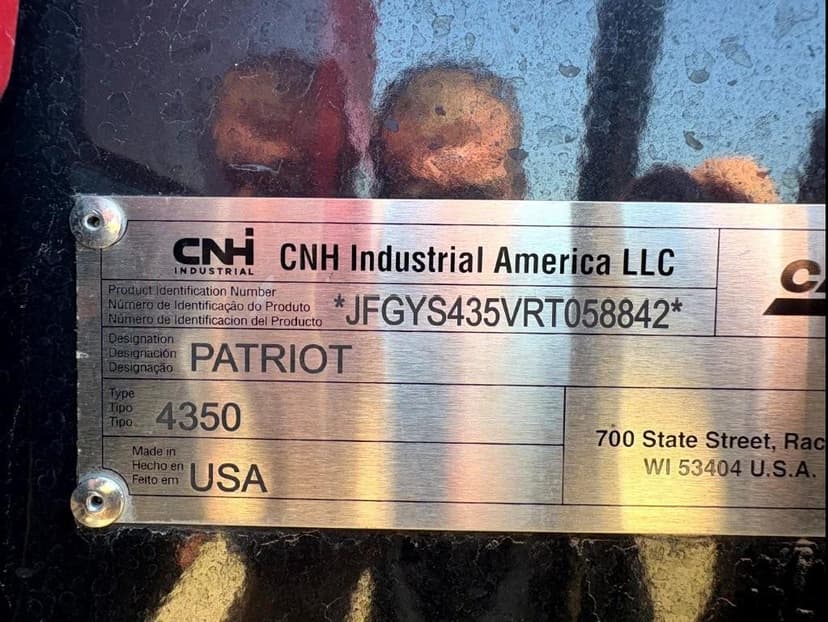 CNH
INDUSTRIAL
CNH Industrial America LLC
Product Identification Number
Número de Identificação do Produto
Número de Identificacion del Producto
*JFGYS435VRT058842*
Designation
Designación
Designação
PATRIOT
Type
Tipo
Tipo
4350
Made in
Hecho en
Feito em
USA
700 State Street, Rac
WI 53404 U.S.A.